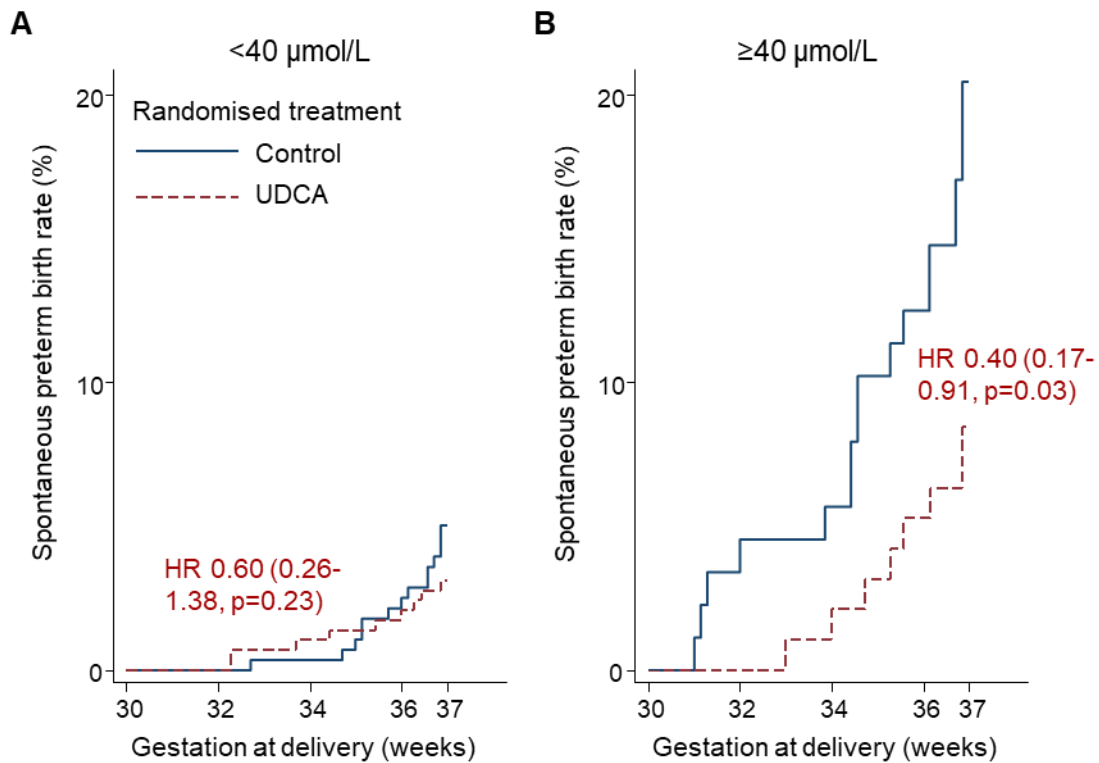 A
<40 μmol/L
Spontaneous preterm birth rate (%)
20
10
0
Randomised treatment
Control
UDCA
HR 0.60 (0.26-
1.38, p=0.23)
30
32
34
36
37
Gestation at delivery (weeks)
B
≥40 μmol/L
Spontaneous preterm birth rate (%)
20
10
0
HR 0.40 (0.17-
0.91, p=0.03)
30
32
34
36
37
Gestation at delivery (weeks)